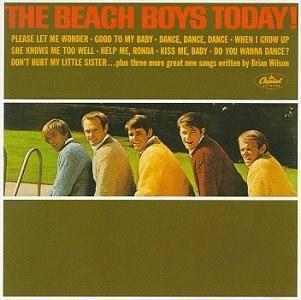 THE BEACH BOYS TODAY!
PLEASE LET ME WONDER • GOOD TO MY BABY • DANCE, DANCE, DANCE • WHEN I GROW UP
SHE KNOWS ME TOO WELL • HELP ME, RONDA • KISS ME, BABY • DO YOU WANNA DANCE?
DON'T HURT MY LITTLE SISTER...plus three more great new songs written by Brian Wilson
Capitol